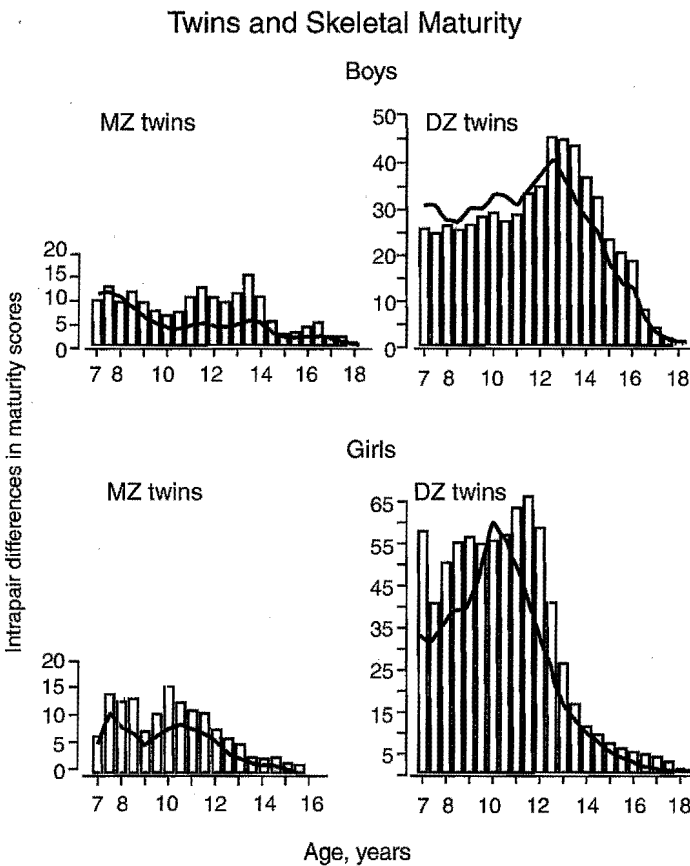 Twins and Skeletal Maturity
Boys
MZ twins
DZ twins
50
40
30
20
10
0
20
15
10
5
0
7 8 10 12 14 16 18
7 8 10 12 14 16 18
Girls
MZ twins
DZ twins
65
55
45
35
15
5
20
15
10
5
0
7 8 10 12 14 16
7 8 10 12 14 15 18
Intrapair differences in maturity scores
Age, years